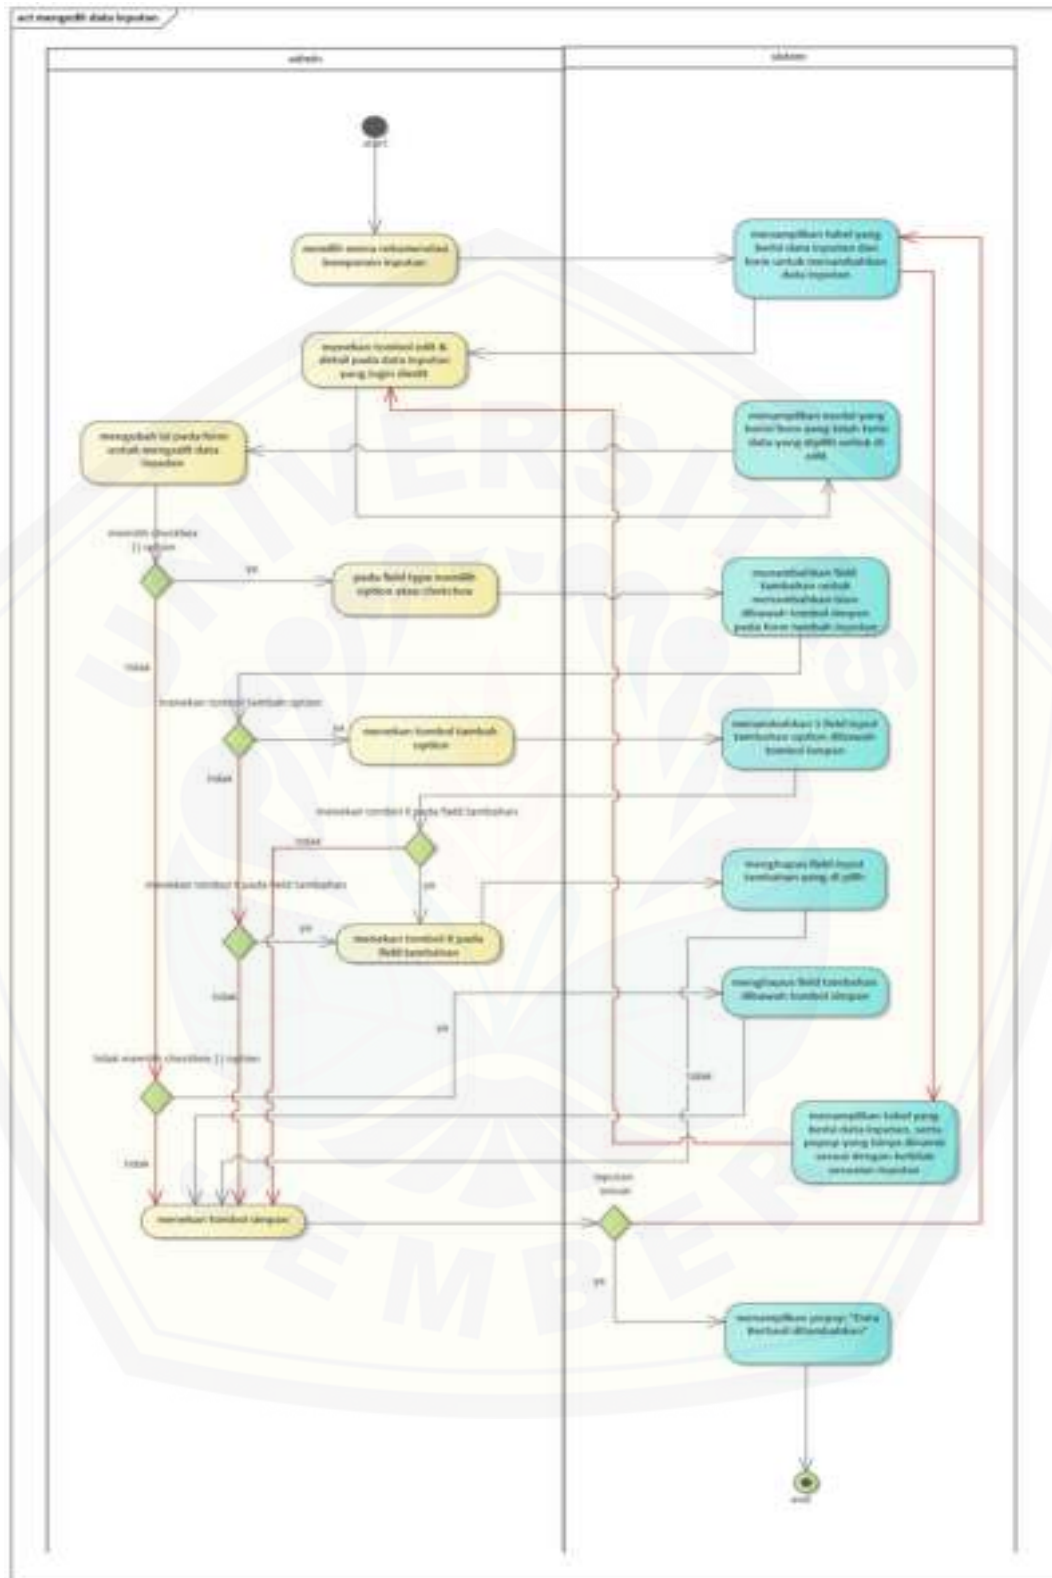 act mengedit data inputan
admin
sistem
start
memilih menu rekomendasi
komponen inputan
menampilkan tabel yang
berisi data inputan dan
form untuk menambahkan
data inputan
menekan tombol edit &
detail pada data inputan
yang ingin diedit
mengubah isi pada form
untuk mengedit data
inputan
menampilkan modal yang
berisi form yang telah terisi
data yang dipilih untuk di
edit
memilih checkbox
|| option
ya
pada field type memilih
option atau
menambahkan field
tambahan untuk
menambahkan
dibawah tombol simpan
pada form tambah inputan
tidak
menekan tombol tambah option
ya
menekan tombol tambah
option
menambahkan 1 field input
tambahan option dibawah
tombol simpan
tidak
menekan tombol X pada field tambahan
tidak
ya
menghapus field input
tambahan yang di pilih
menekan tombol X pada field tambahan
ya
menekan tombol X pada
field tambahan
menghapus field tambahan
dibawah tombol simpan
tidak
ya
tidak memilih checkbox || option
tidak
menampilkan tabel yang
berisi data inputan, serta
popup yang isinya dinamis
sesuai dengan
inputan
tidak
inputan
sesuai
menekan tombol simpan
ya
menampilkan popup "Data
Berhasil ditambahkan"
end
UNIVERSITAS
JEMBER